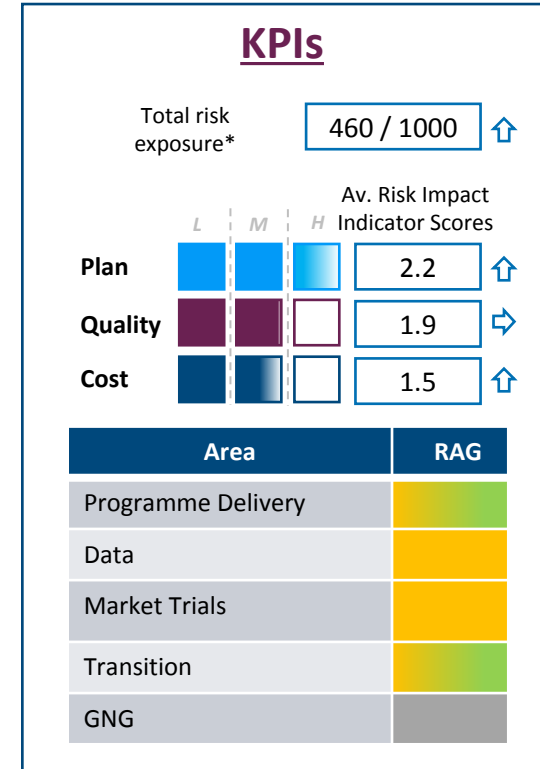 KPIs
Total risk
exposure*
460 / 1000
Av. Risk Impact
Indicator Scores
L M H
Plan 2.2
Quality 1.9
Cost 1.5
Area RAG
Programme Delivery
Data
Market Trials
Transition
GNG